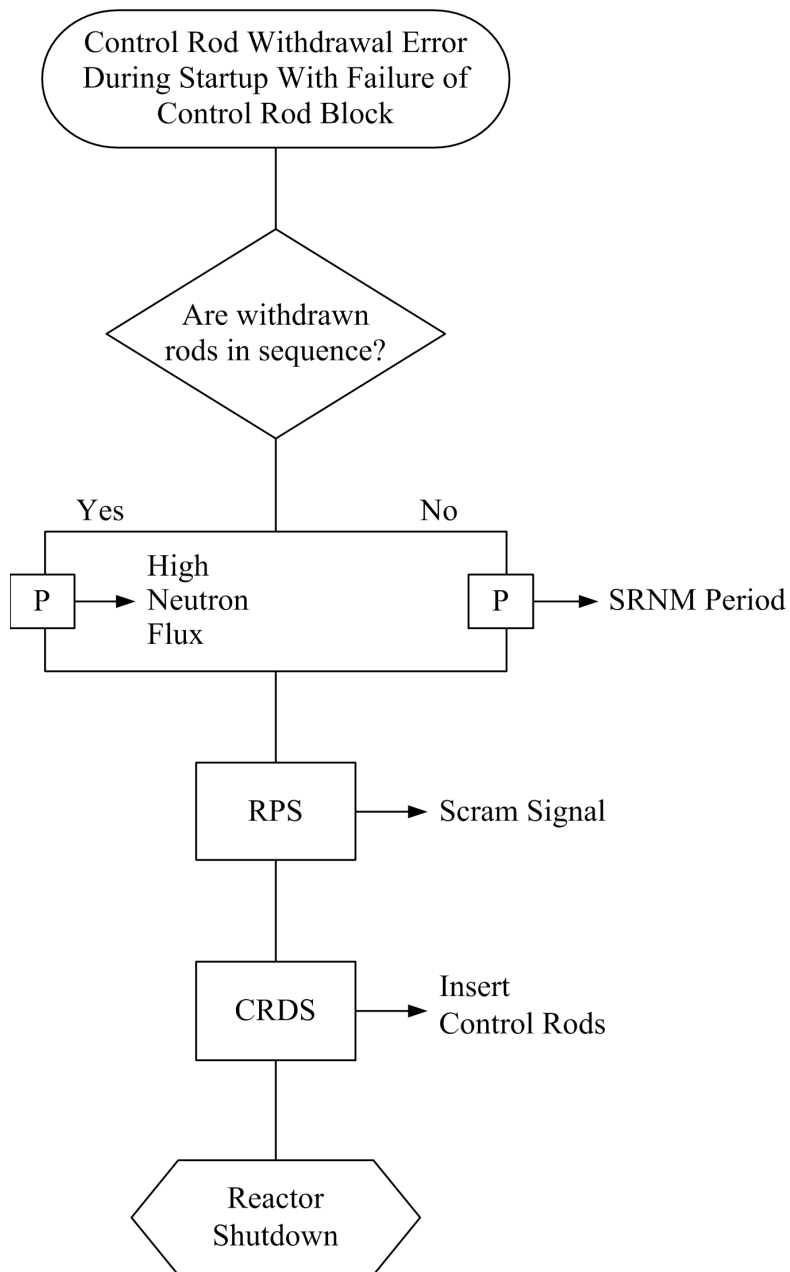 Control Rod Withdrawal Error
During Startup With Failure of
Control Rod Block
Are withdrawn
rods in sequence?
Yes
No
P
High
Neutron
Flux
P
SRNM Period
RPS
Scram Signal
CRDS
Insert
Control Rods
Reactor
Shutdown